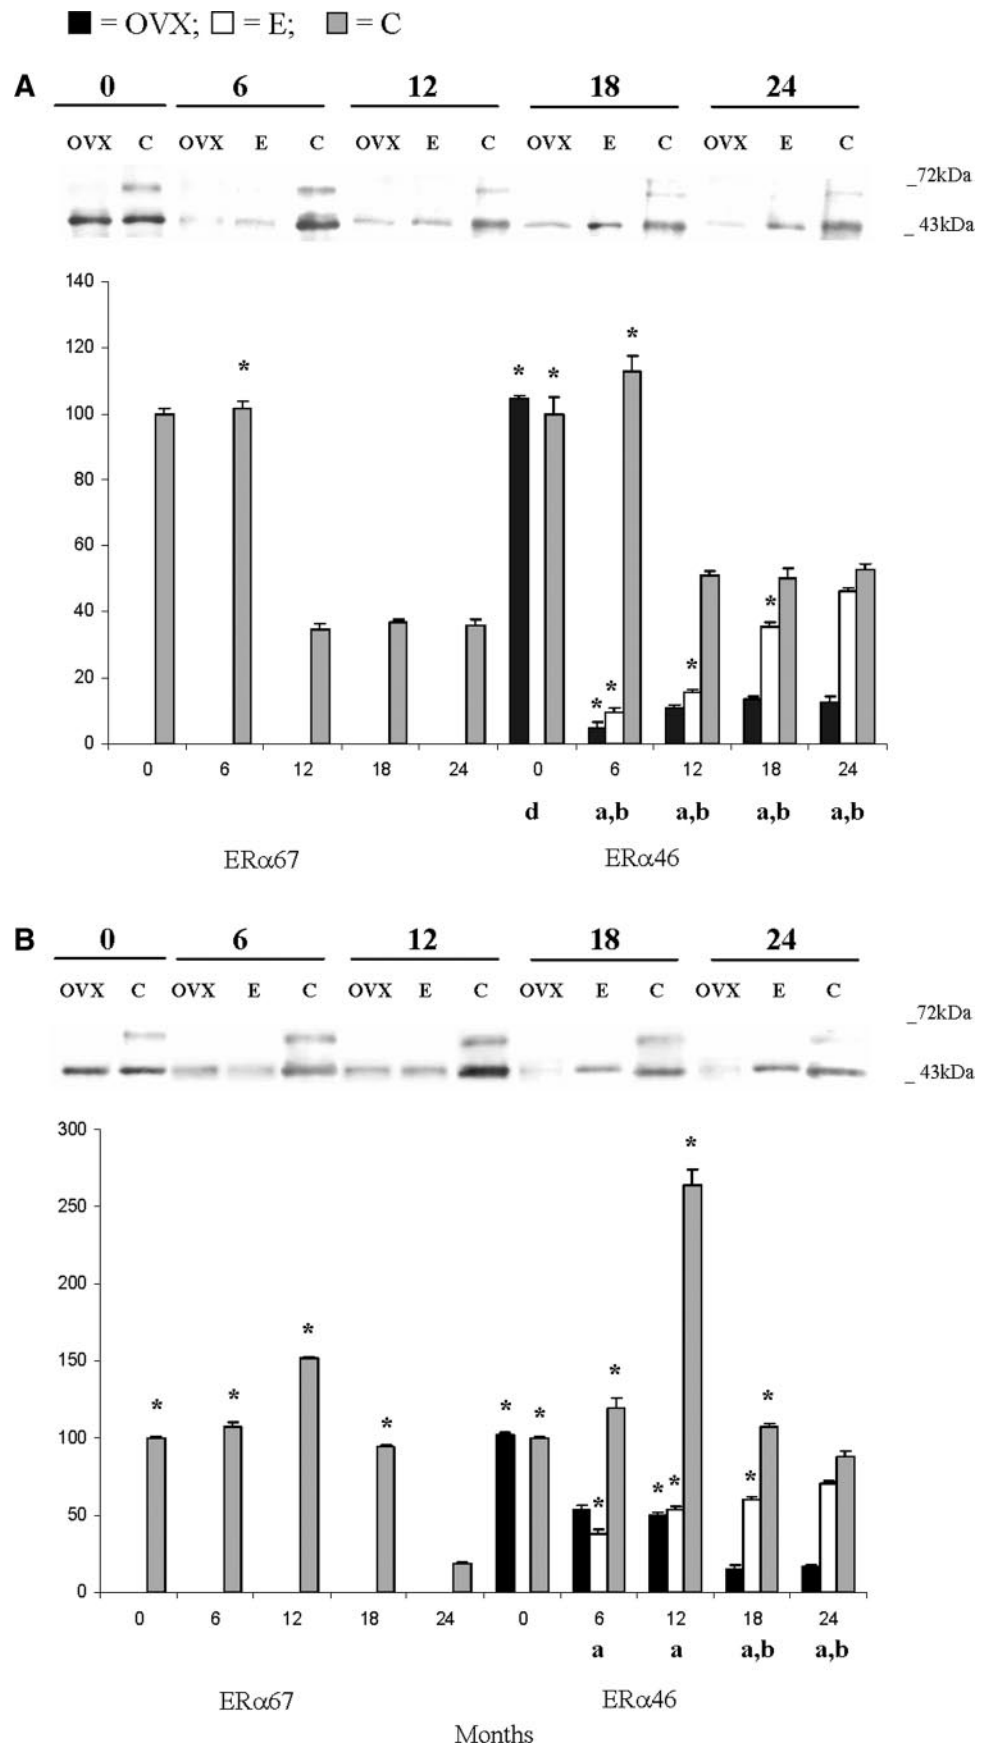 ■ = OVX; □ = E; ■ = C
A 0 6 12 18 24
OVX C OVX E C OVX E C OVX E C OVX E C
_72kDa
_ 43kDa
140
120
100
80
60
40
20
0
* * * * * * * *
0 6 12 18 24 0 6 12 18 24
d a,b a,b a,b a,b
ERα67 ERα46
B 0 6 12 18 24
OVX C OVX E C OVX E C OVX E C OVX E C
_72kDa
_ 43kDa
300
250
200
150
100
50
0
* * * * * * * * * * * * *
0 6 12 18 24 0 6 12 18 24
a a a,b a,b
ERα67 ERα46
Months